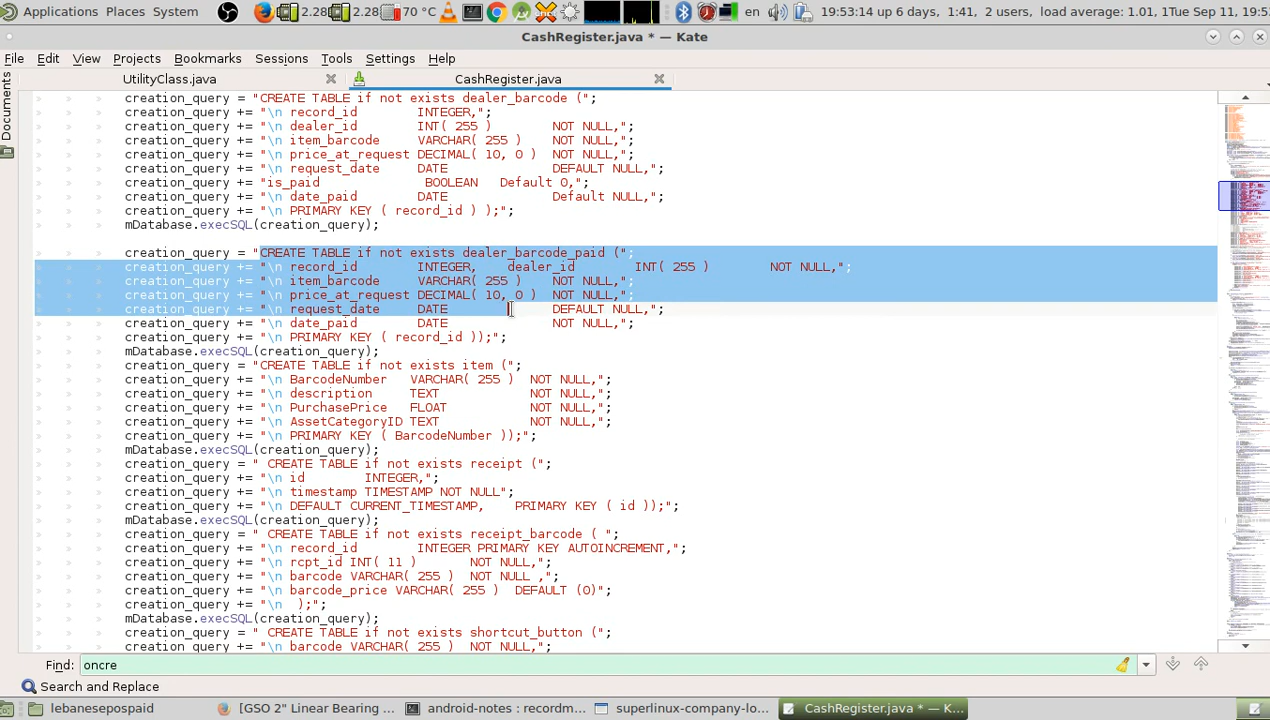 Applications Places System 2.28 2.28 70 °C en 19:53:14 up 6 days, 1:41, 2 users, load average: 1.01, 1Tue Sep 11, 19:5
CashRegister.java * — Kate
File Edit View Projects Bookmarks Sessions Tools Settings Help
Documents
UtilityClass.java CashRegister.java
creation_query = "CREATE TABLE if not exists dealer_barcode (";
creation_query += "\n record_id INTEGER,";
creation_query += "\n dealer_id INT( 255 ) NOT NULL,";
creation_query += "\n item_barcode VARCHAR( 255 ) NOT NULL,";
creation_query += "\n price_at_request DECIMAL( 10, 0 ) NOT NULL,";
creation_query += "\n request_date DATE DEFAULT NULL,";
creation_query += "is_paid BOOLEAN Default 0,";
creation_query += "\n date_paid DATE Default NULL,";
creation_query += "\n PRIMARY KEY ( record_id ) );";
mDatabase.execSQL(creation_query);
creation_query = "CREATE TABLE if not exists dealer_barcode_paid (";
creation_query += "\n record_id INTEGER, dealer_id INT( 255 ) NOT NULL,";
creation_query += "\n item_barcode VARCHAR( 255 ) NOT NULL,";
creation_query += "\n price_at_request DECIMAL( 10, 0 ) NOT NULL,";
creation_query += "\n request_date DATE DEFAULT NULL,";
creation_query += "\n date_paid DATE NOT NULL,";
creation_query += "\n PRIMARY KEY ( record_id ) );";
mDatabase.execSQL(creation_query);
creation_query = "CREATE TABLE if not exists item (";
creation_query += "\n BarcodeNumber VARCHAR( 255 ) NOT NULL,";
creation_query += "\n description TEXT NOT NULL,";
creation_query += "\n PurchaseCost FLOAT NOT NULL,";
creation_query += "\n AssetCategoryID TEXT NOT NULL,";
creation_query += "\n PRIMARY KEY ( BarcodeNumber ));";
mDatabase.execSQL(creation_query);
creation_query = "CREATE TABLE if not exists receipt (";
creation_query += "\n id INTEGER,";
creation_query += "\n timestamp TIMESTAMP NOT NULL";
creation_query += "\n DEFAULT CURRENT_TIMESTAMP, PRIMARY KEY ( id ));";
mDatabase.execSQL(creation_query);
creation_query = "CREATE TABLE if not exists receipt_barcode ( ";
creation_query += "\n record_id INTEGER PRIMARY KEY AUTOINCREMENT,";
creation_query += "\n rcpt_id INT( 11 ) NOT NULL,";
creation_query += "\n barcode VARCHAR( 255 ) NOT NULL,";
creation_query += "\n barcode_price VARCHAR( 255 ) DEFAULT (0)";
creation_query += "\n );";
mDatabase.execSQL(creation_query);
creation_query = "CREATE TABLE if not exists shortcut_button (";
creation_query += "\n barcode VARCHAR( 255 ) NOT NULL,";
Find: oncre
Search and Replace
lebanesepospaid [GSO 2" Linear Bearing ... android-notes : rero... superlinux-company-lo... CashRegister.java * — K...